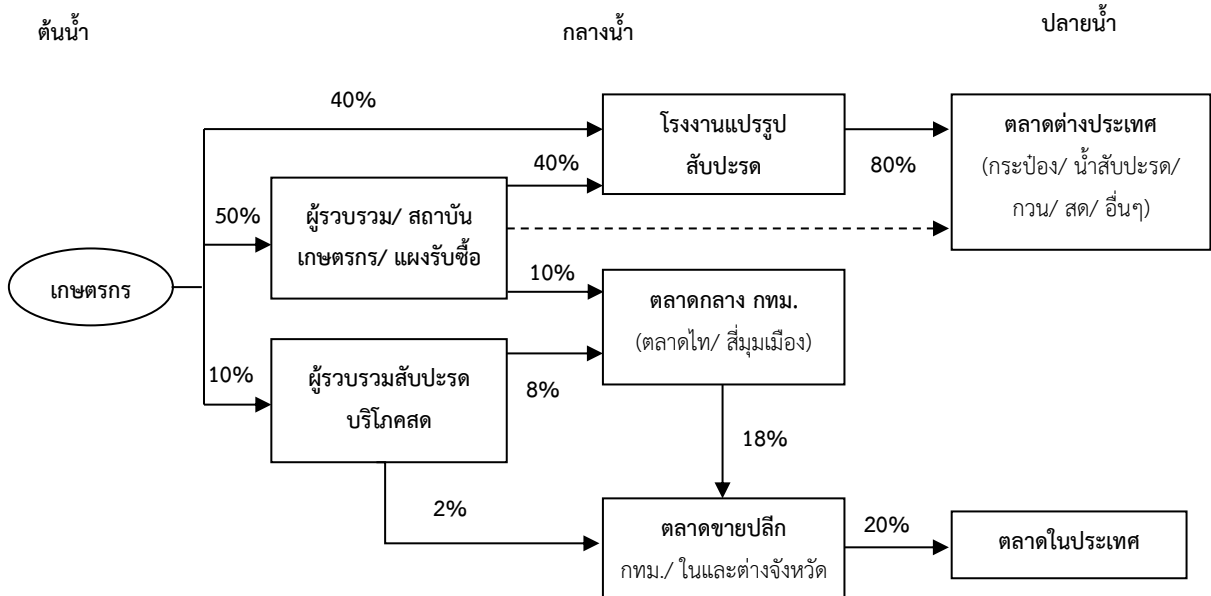 ต้นน้ำ
กลางน้ำ
ปลายน้ำ
40%
โรงงานแปรรูป
สับปะรด
ตลาดต่างประเทศ
(กระป๋อง/ น้ำสับปะรด/
กวน/ สด/ อื่นๆ)
40%
80%
50%
ผู้รวบรวม/ สถาบัน
เกษตรกร/ แผงรับซื้อ
10%
เกษตรกร
ตลาดกลาง กทม.
(ตลาดไท/ สี่มุมเมือง)
10%
ผู้รวบรวมสับปะรด
บริโภคสด
8%
18%
2%
ตลาดขายปลีก
กทม./ ในและต่างจังหวัด
20%
ตลาดในประเทศ